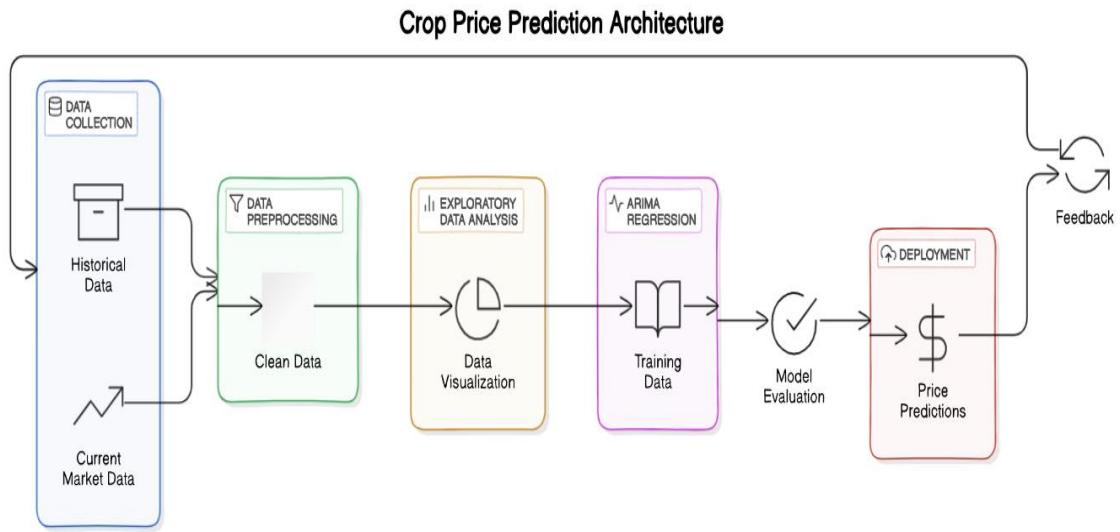 Crop Price Prediction Architecture
DATA
COLLECTION
Historical
Data
Current
Market Data
DATA
PREPROCESSING
Clean Data
EXPLORATORY
DATA ANALYSIS
Data
Visualization
ARIMA
REGRESSION
Training
Data
Model
Evaluation
DEPLOYMENT
Price
Predictions
Feedback